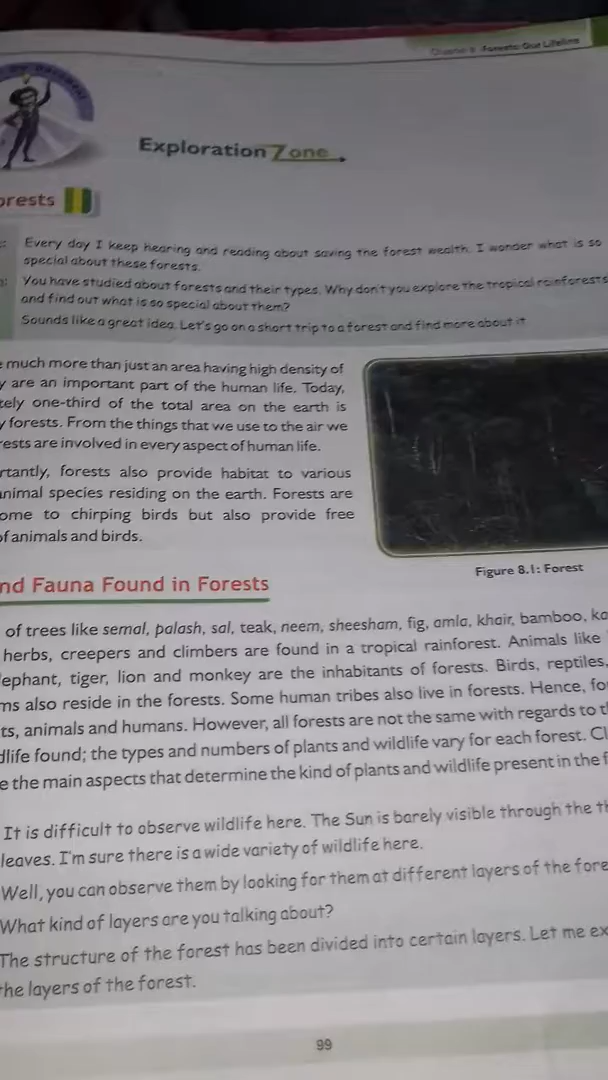 Chapter 8 Forests: Our Lifeline
Exploration Zone
orests
Every day I keep hearing and reading about saving the forest wealth. I wonder what is so
special about these forests.
You have studied about forests and their types. Why don't you explore the tropical rainforests
and find out what is so special about them?
Sounds like a great idea. Let's go on a short trip to a forest and find more about it
e much more than just an area having high density of
y are an important part of the human life. Today,
tely one-third of the total area on the earth is
y forests. From the things that we use to the air we
rests are involved in every aspect of human life.
rtantly, forests also provide habitat to various
animal species residing on the earth. Forests are
ome to chirping birds but also provide free
of animals and birds.
Figure 8.1: Forest
nd Fauna Found in Forests
of trees like semal, palash, sal, teak, neem, sheesham, fig, amla, khair, bamboo, ka
herbs, creepers and climbers are found in a tropical rainforest. Animals like
ephant, tiger, lion and monkey are the inhabitants of forests. Birds, reptiles,
ms also reside in the forests. Some human tribes also live in forests. Hence, fo
ts, animals and humans. However, all forests are not the same with regards to t
dlife found; the types and numbers of plants and wildlife vary for each forest. Cl
e the main aspects that determine the kind of plants and wildlife present in the f
It is difficult to observe wildlife here. The Sun is barely visible through the th
leaves. I'm sure there is a wide variety of wildlife here.
Well, you can observe them by looking for them at different layers of the fore
What kind of layers are you talking about?
The structure of the forest has been divided into certain layers. Let me ex
the layers of the forest.
99